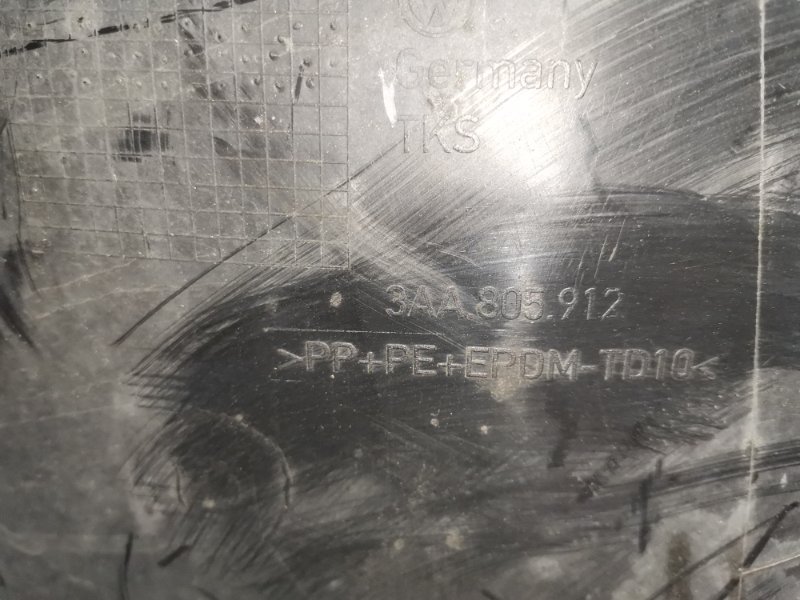 Germany
TKS
3AA.805.912
>PP+PE+EPDM-TD10<